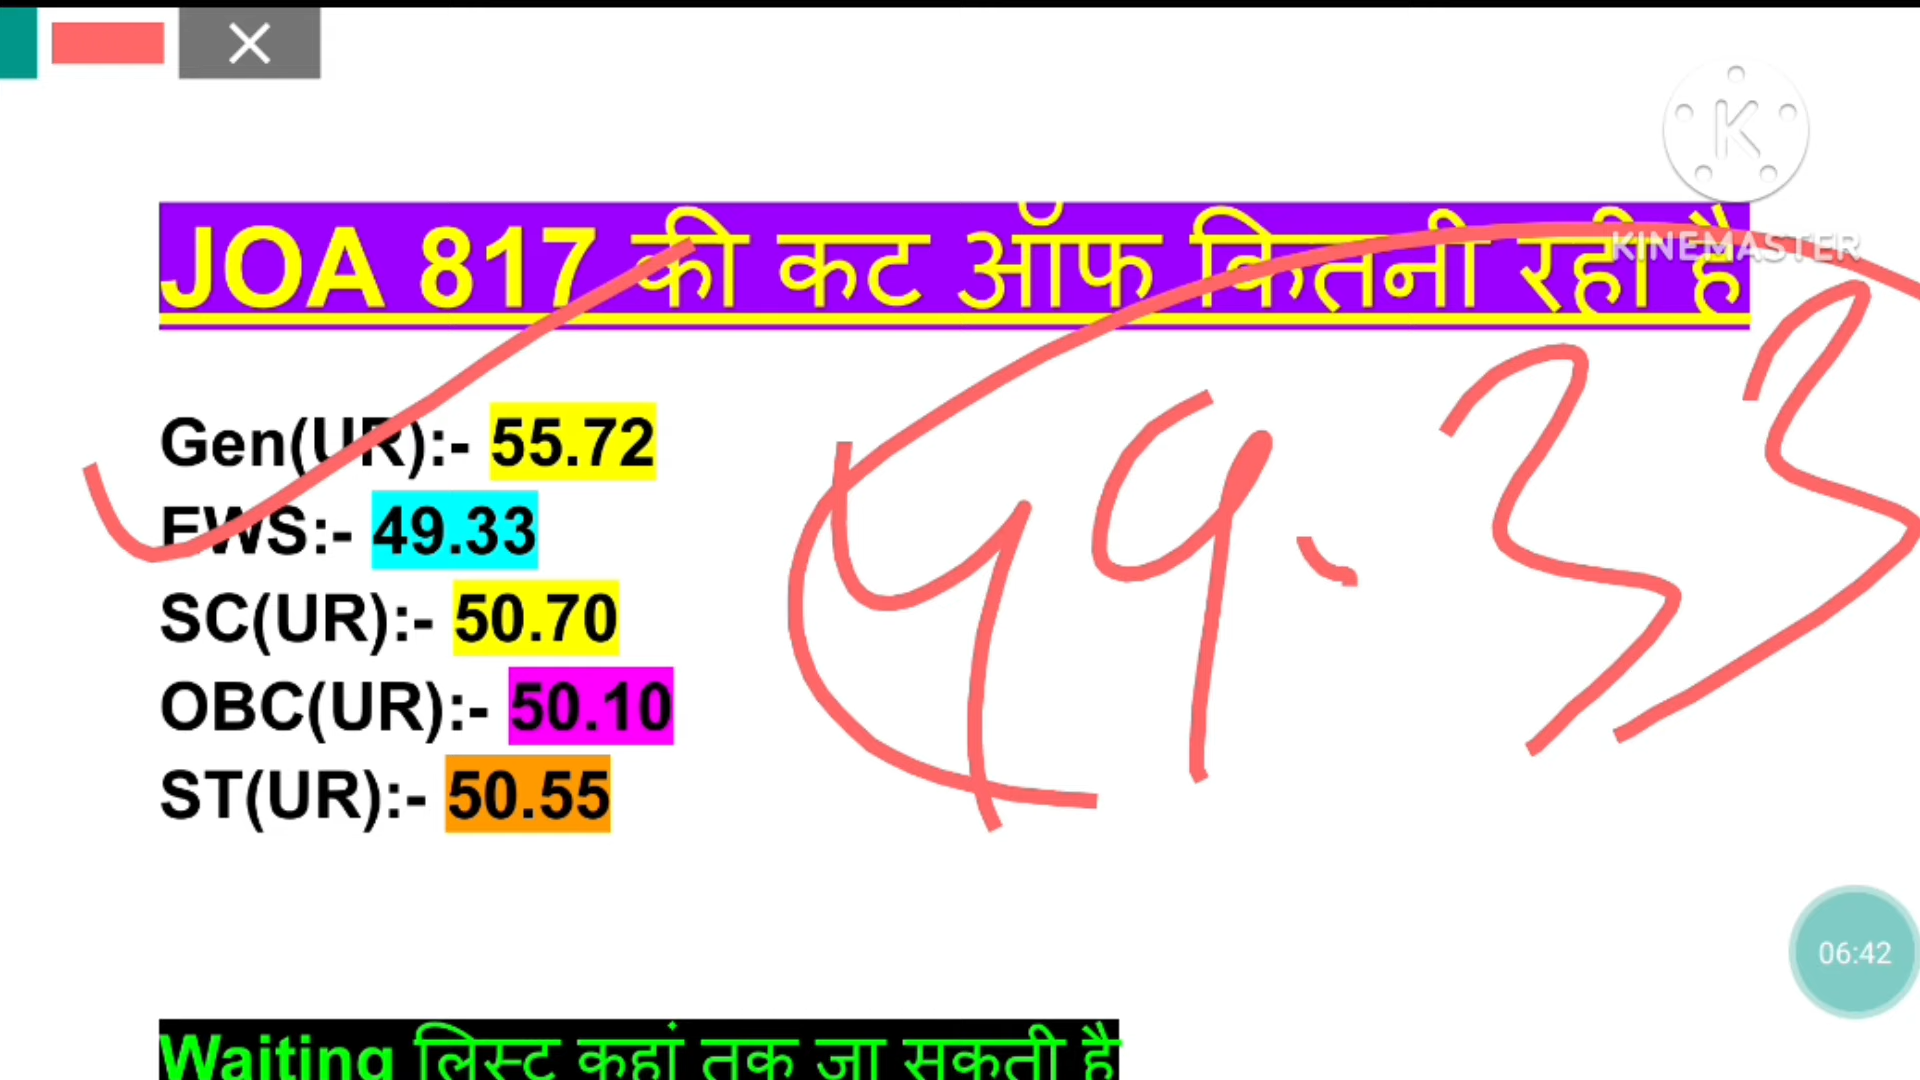 K
KINEMASTER
JOA 817 की कट ऑफ कितनी रही है
Gen(UR):- 55.72
EWS:- 49.33
SC(UR):- 50.70
OBC(UR):- 50.10
ST(UR):- 50.55
49.33
06:42
Waiting लिस्ट कहां तक जा सकती है